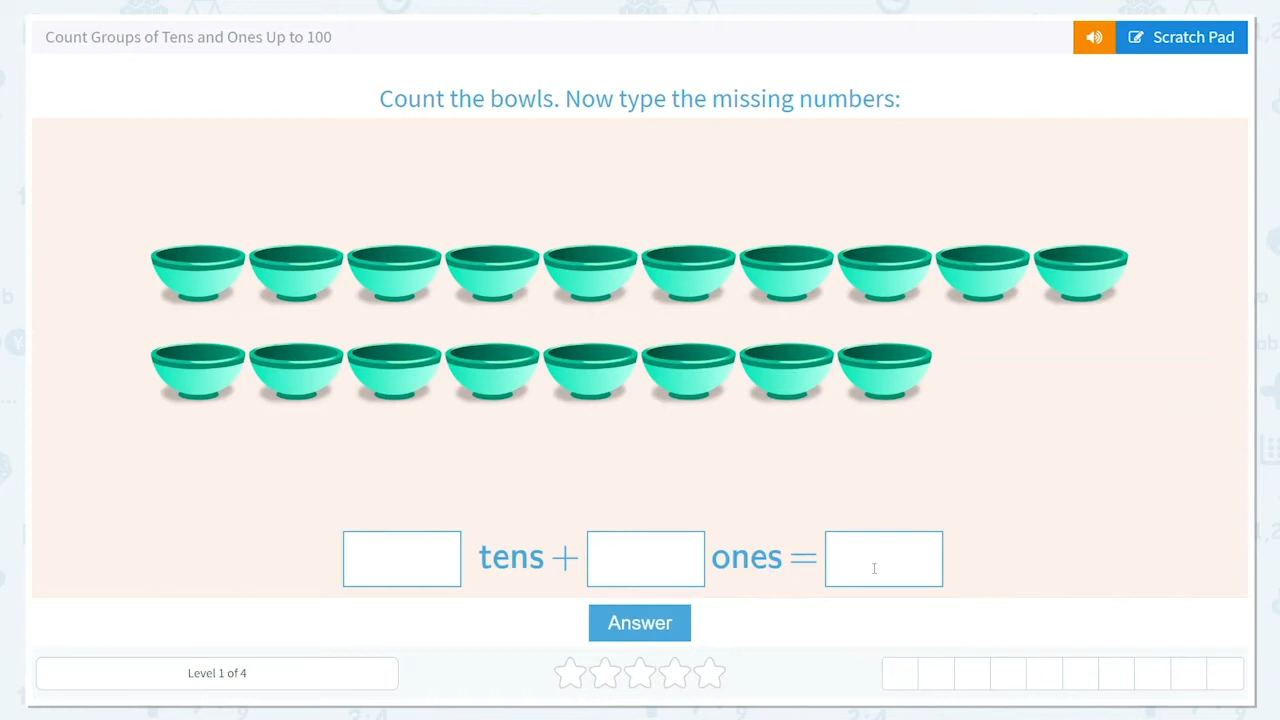 Count Groups of Tens and Ones Up to 100
Scratch Pad
Count the bowls. Now type the missing numbers:
tens + ones =
Answer
Level 1 of 4